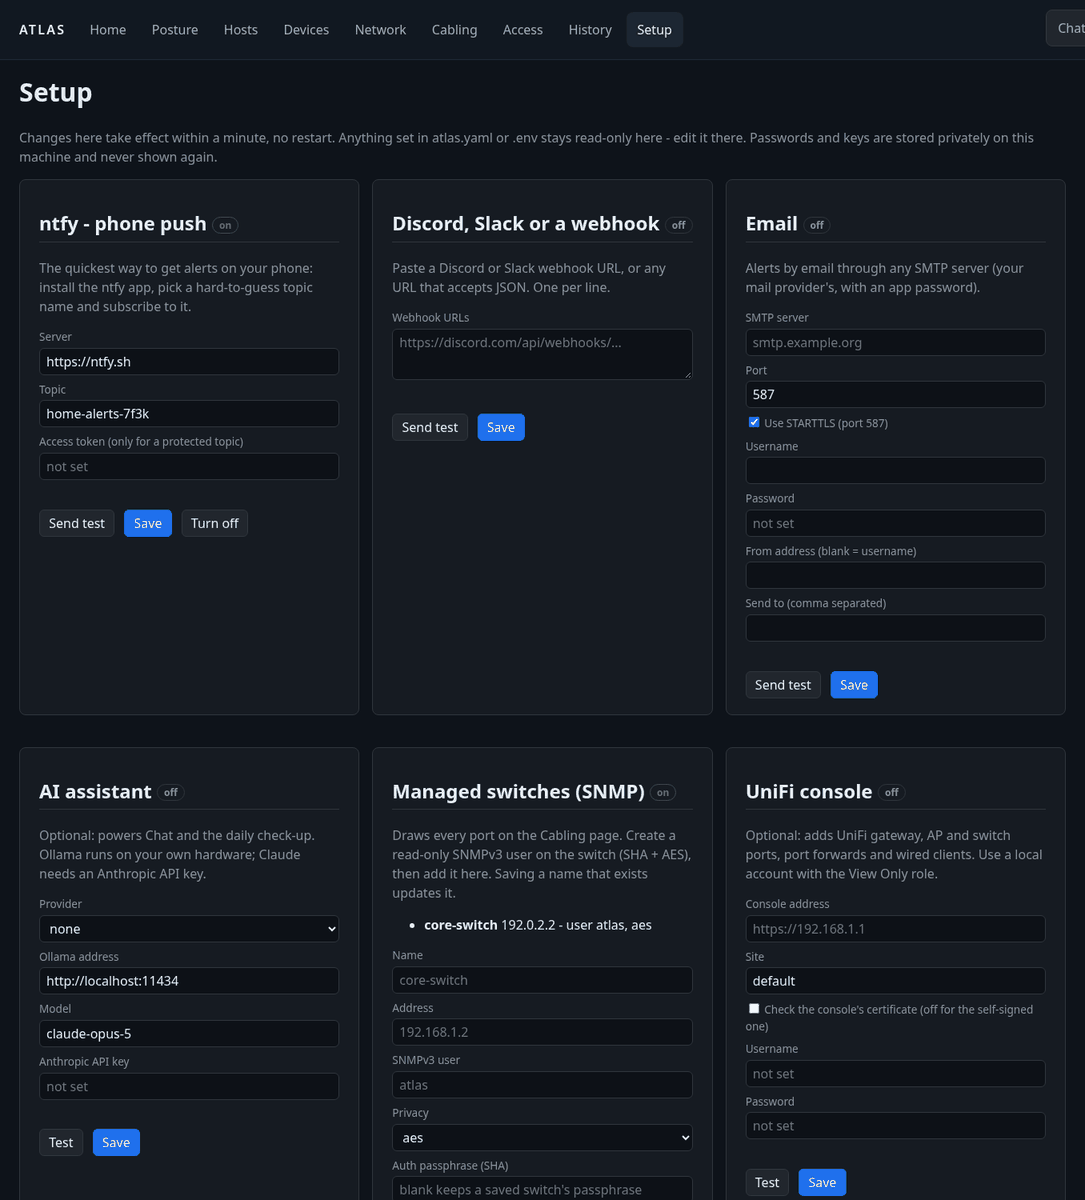 ATLAS Home Posture Hosts Devices Network Cabling Access History Setup Chat
Setup
Changes here take effect within a minute, no restart. Anything set in atlas.yaml or .env stays read-only here - edit it there. Passwords and keys are stored privately on this
machine and never shown again.
ntfy - phone push on
The quickest way to get alerts on your phone:
install the ntfy app, pick a hard-to-guess topic
name and subscribe to it.
Server
https://ntfy.sh
Topic
home-alerts-7f3k
Access token (only for a protected topic)
not set
Send test Save Turn off
Discord, Slack or a webhook off
Paste a Discord or Slack webhook URL, or any
URL that accepts JSON. One per line.
Webhook URLs
https://discord.com/api/webhooks/...
Send test Save
Email off
Alerts by email through any SMTP server (your
mail provider's, with an app password).
SMTP server
smtp.example.org
Port
587
Use STARTTLS (port 587)
Username
Password
not set
From address (blank = username)
Send to (comma separated)
Send test Save
AI assistant off
Optional: powers Chat and the daily check-up.
Ollama runs on your own hardware; Claude
needs an Anthropic API key.
Provider
none
Ollama address
http://localhost:11434
Model
claude-opus-5
Anthropic API key
not set
Test Save
Managed switches (SNMP) on
Draws every port on the Cabling page. Create a
read-only SNMPv3 user on the switch (SHA + AES),
then add it here. Saving a name that exists
updates it.
• core-switch 192.0.2.2 - user atlas, aes
Name
core-switch
Address
192.168.1.2
SNMPv3 user
atlas
Privacy
aes
Auth passphrase (SHA)
blank keeps a saved switch's passphrase
UniFi console off
Optional: adds UniFi gateway, AP and switch
ports, port forwards and wired clients. Use a local
account with the View Only role.
Console address
https://192.168.1.1
Site
default
Check the console's certificate (off for the self-signed
one)
Username
not set
Password
not set
Test Save